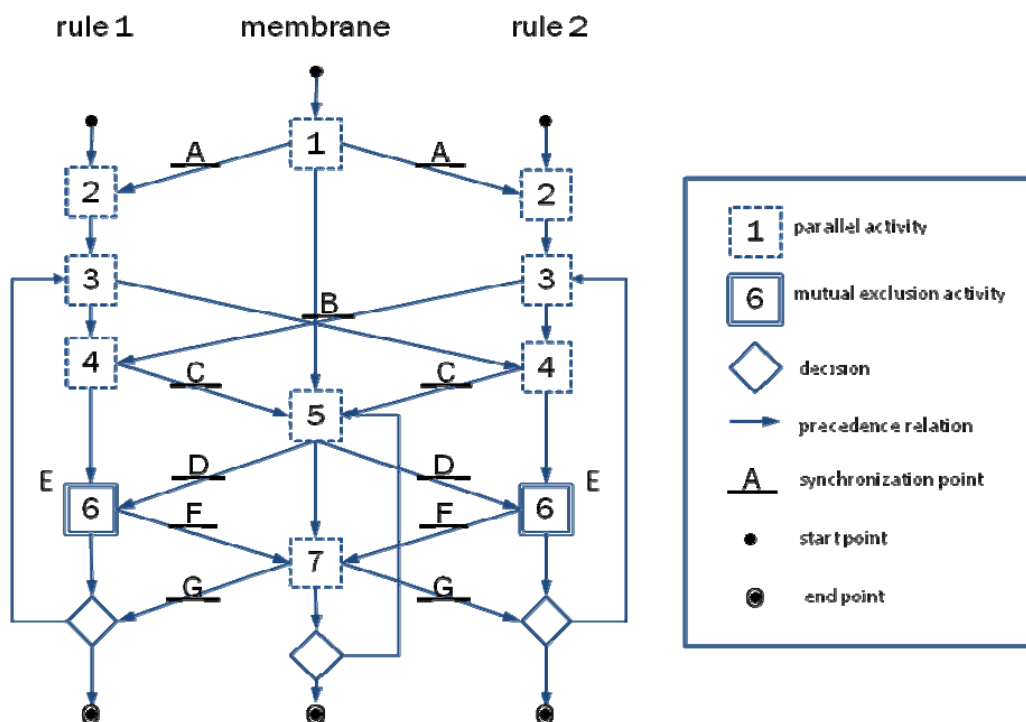 rule 1 membrane rule 2
1
A A
2 2
3 3
B
4 4
C C
5
D D
E 6 6 E
F F
7
G G
1 parallel activity
6 mutual exclusion activity
decision
precedence relation
A synchronization point
start point
end point